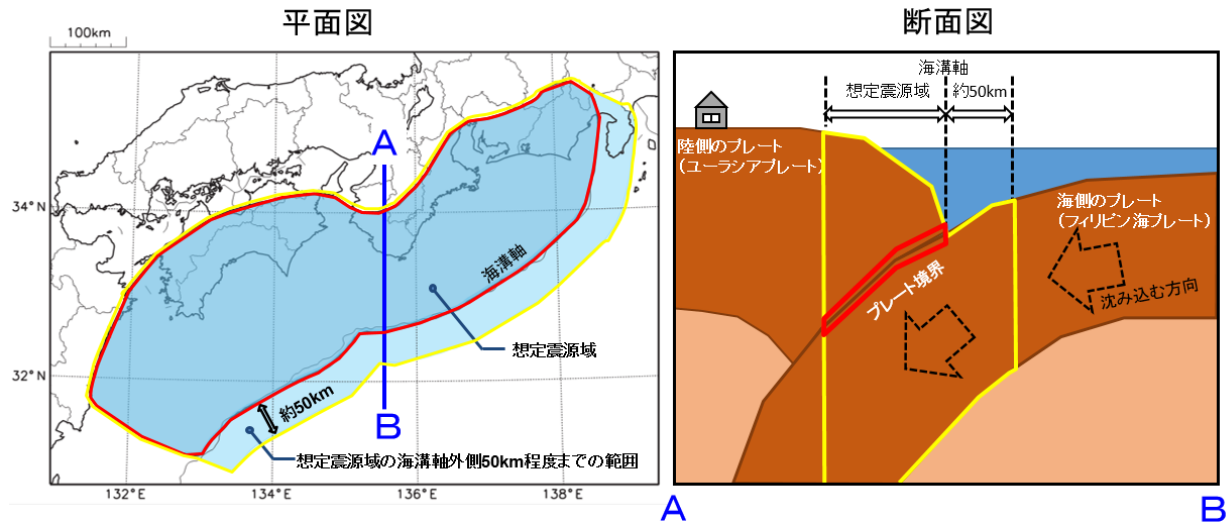 平面図
断面図
100km
34°N
32°N
132°E
134°E
136°E
138°E
A
B
海溝軸
想定震源域
約50km
想定震源域の海溝軸外側50km程度までの範囲
海溝軸
想定震源域
約50km
陸側のプレート
(ユーラシアプレート)
海側のプレート
(フィリピン海プレート)
プレート境界
沈み込む方向
A
B